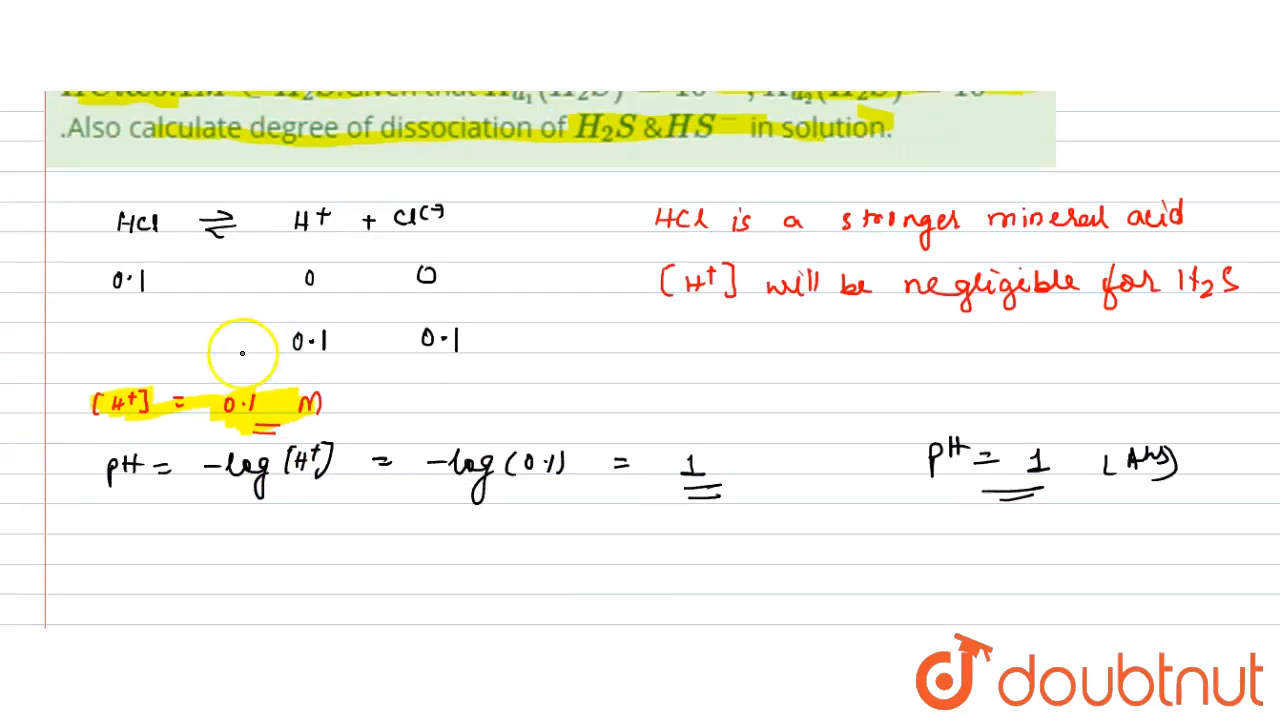 .Also calculate degree of dissociation of H₂S & HS⁻ in solution.
HCl ⇌ H⁺ + Cl(-)
HCl is a stronger mineral acid
0.1 0 0
[H⁺] will be negligible for H₂S
0.1 0.1
[H⁺] = 0.1 M
pH = -log[H⁺] = -log(0.1) = 1
pH = 1 (Ans)
doubtnut